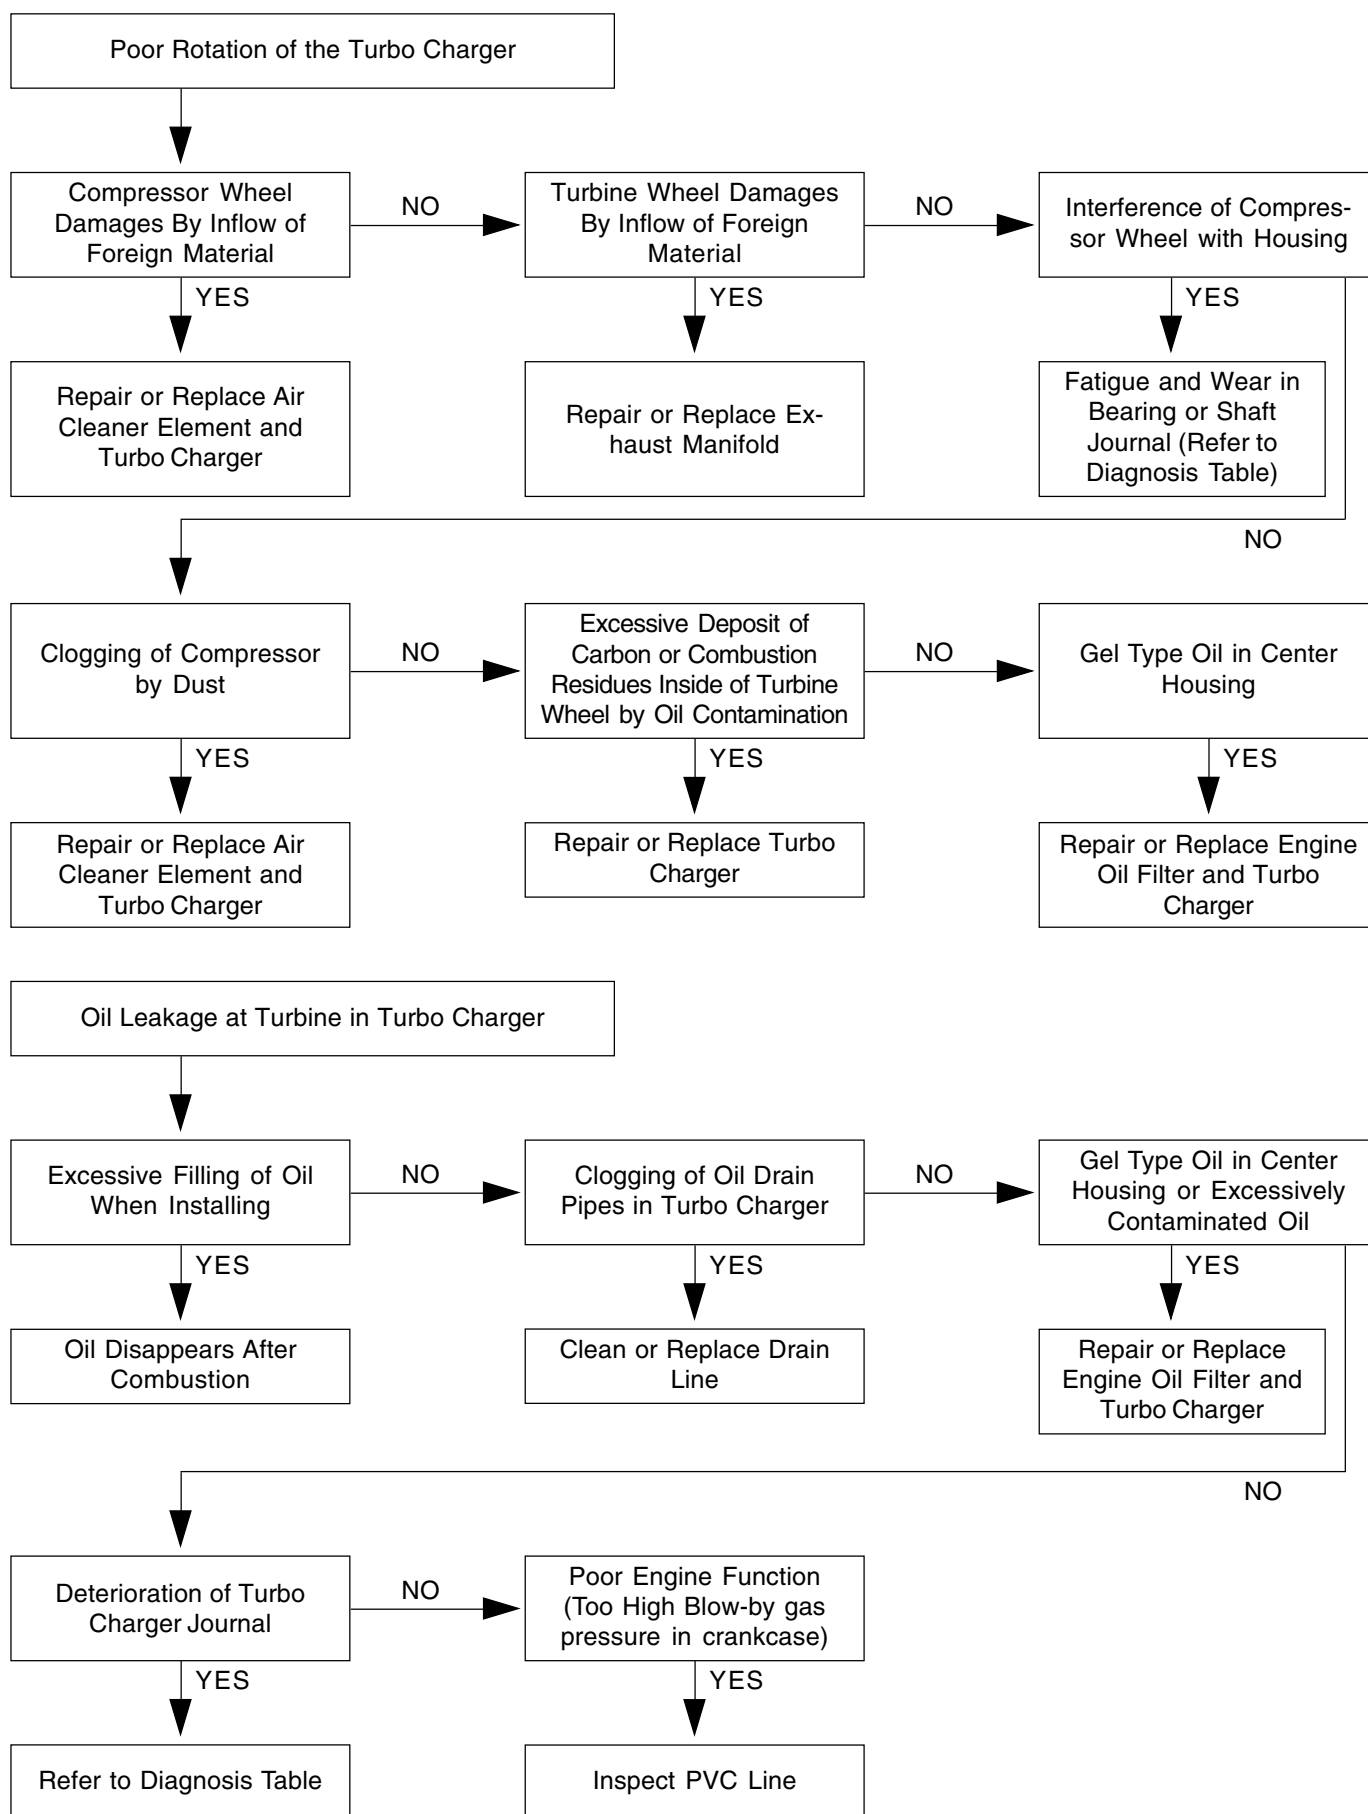 Poor Rotation of the Turbo Charger
Compressor Wheel
Damages By Inflow of
Foreign Material
NO
Turbine Wheel Damages
By Inflow of Foreign
Material
NO
Interference of Compres-
sor Wheel with Housing
YES
YES
YES
Repair or Replace Air
Cleaner Element and
Turbo Charger
Repair or Replace Ex-
haust Manifold
Fatigue and Wear in
Bearing or Shaft
Journal (Refer to
Diagnosis Table)
NO
Clogging of Compressor
by Dust
NO
Excessive Deposit of
Carbon or Combustion
Residues Inside of Turbine
Wheel by Oil Contamination
NO
Gel Type Oil in Center
Housing
YES
YES
YES
Repair or Replace Air
Cleaner Element and
Turbo Charger
Repair or Replace Turbo
Charger
Repair or Replace Engine
Oil Filter and Turbo
Charger
Oil Leakage at Turbine in Turbo Charger
Excessive Filling of Oil
When Installing
NO
Clogging of Oil Drain
Pipes in Turbo Charger
NO
Gel Type Oil in Center
Housing or Excessively
Contaminated Oil
YES
YES
YES
Oil Disappears After
Combustion
Clean or Replace Drain
Line
Repair or Replace
Engine Oil Filter and
Turbo Charger
NO
Deterioration of Turbo
Charger Journal
NO
Poor Engine Function
(Too High Blow-by gas
pressure in crankcase)
YES
YES
Refer to Diagnosis Table
Inspect PVC Line